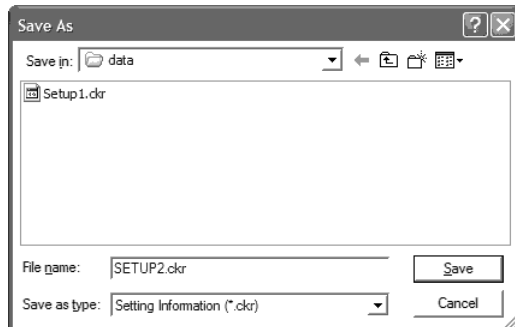 Save As
Save in: data
Setup1.ckr
File name: SETUP2.ckr Save
Save as type: Setting Information (*.ckr) Cancel